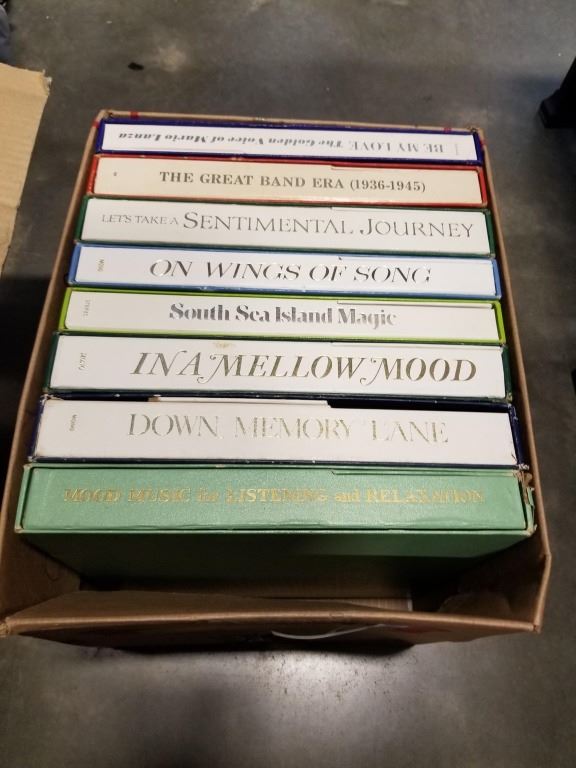 BE MY LOVE The Golden Voice of Mario Lanza
THE GREAT BAND ERA (1936-1945)
LET'S TAKE A SENTIMENTAL JOURNEY
ON WINGS OF SONG
South Sea Island Magic
IN A MELLOW MOOD
DOWN MEMORY LANE
MOOD MUSIC for LISTENING and RELAXATION